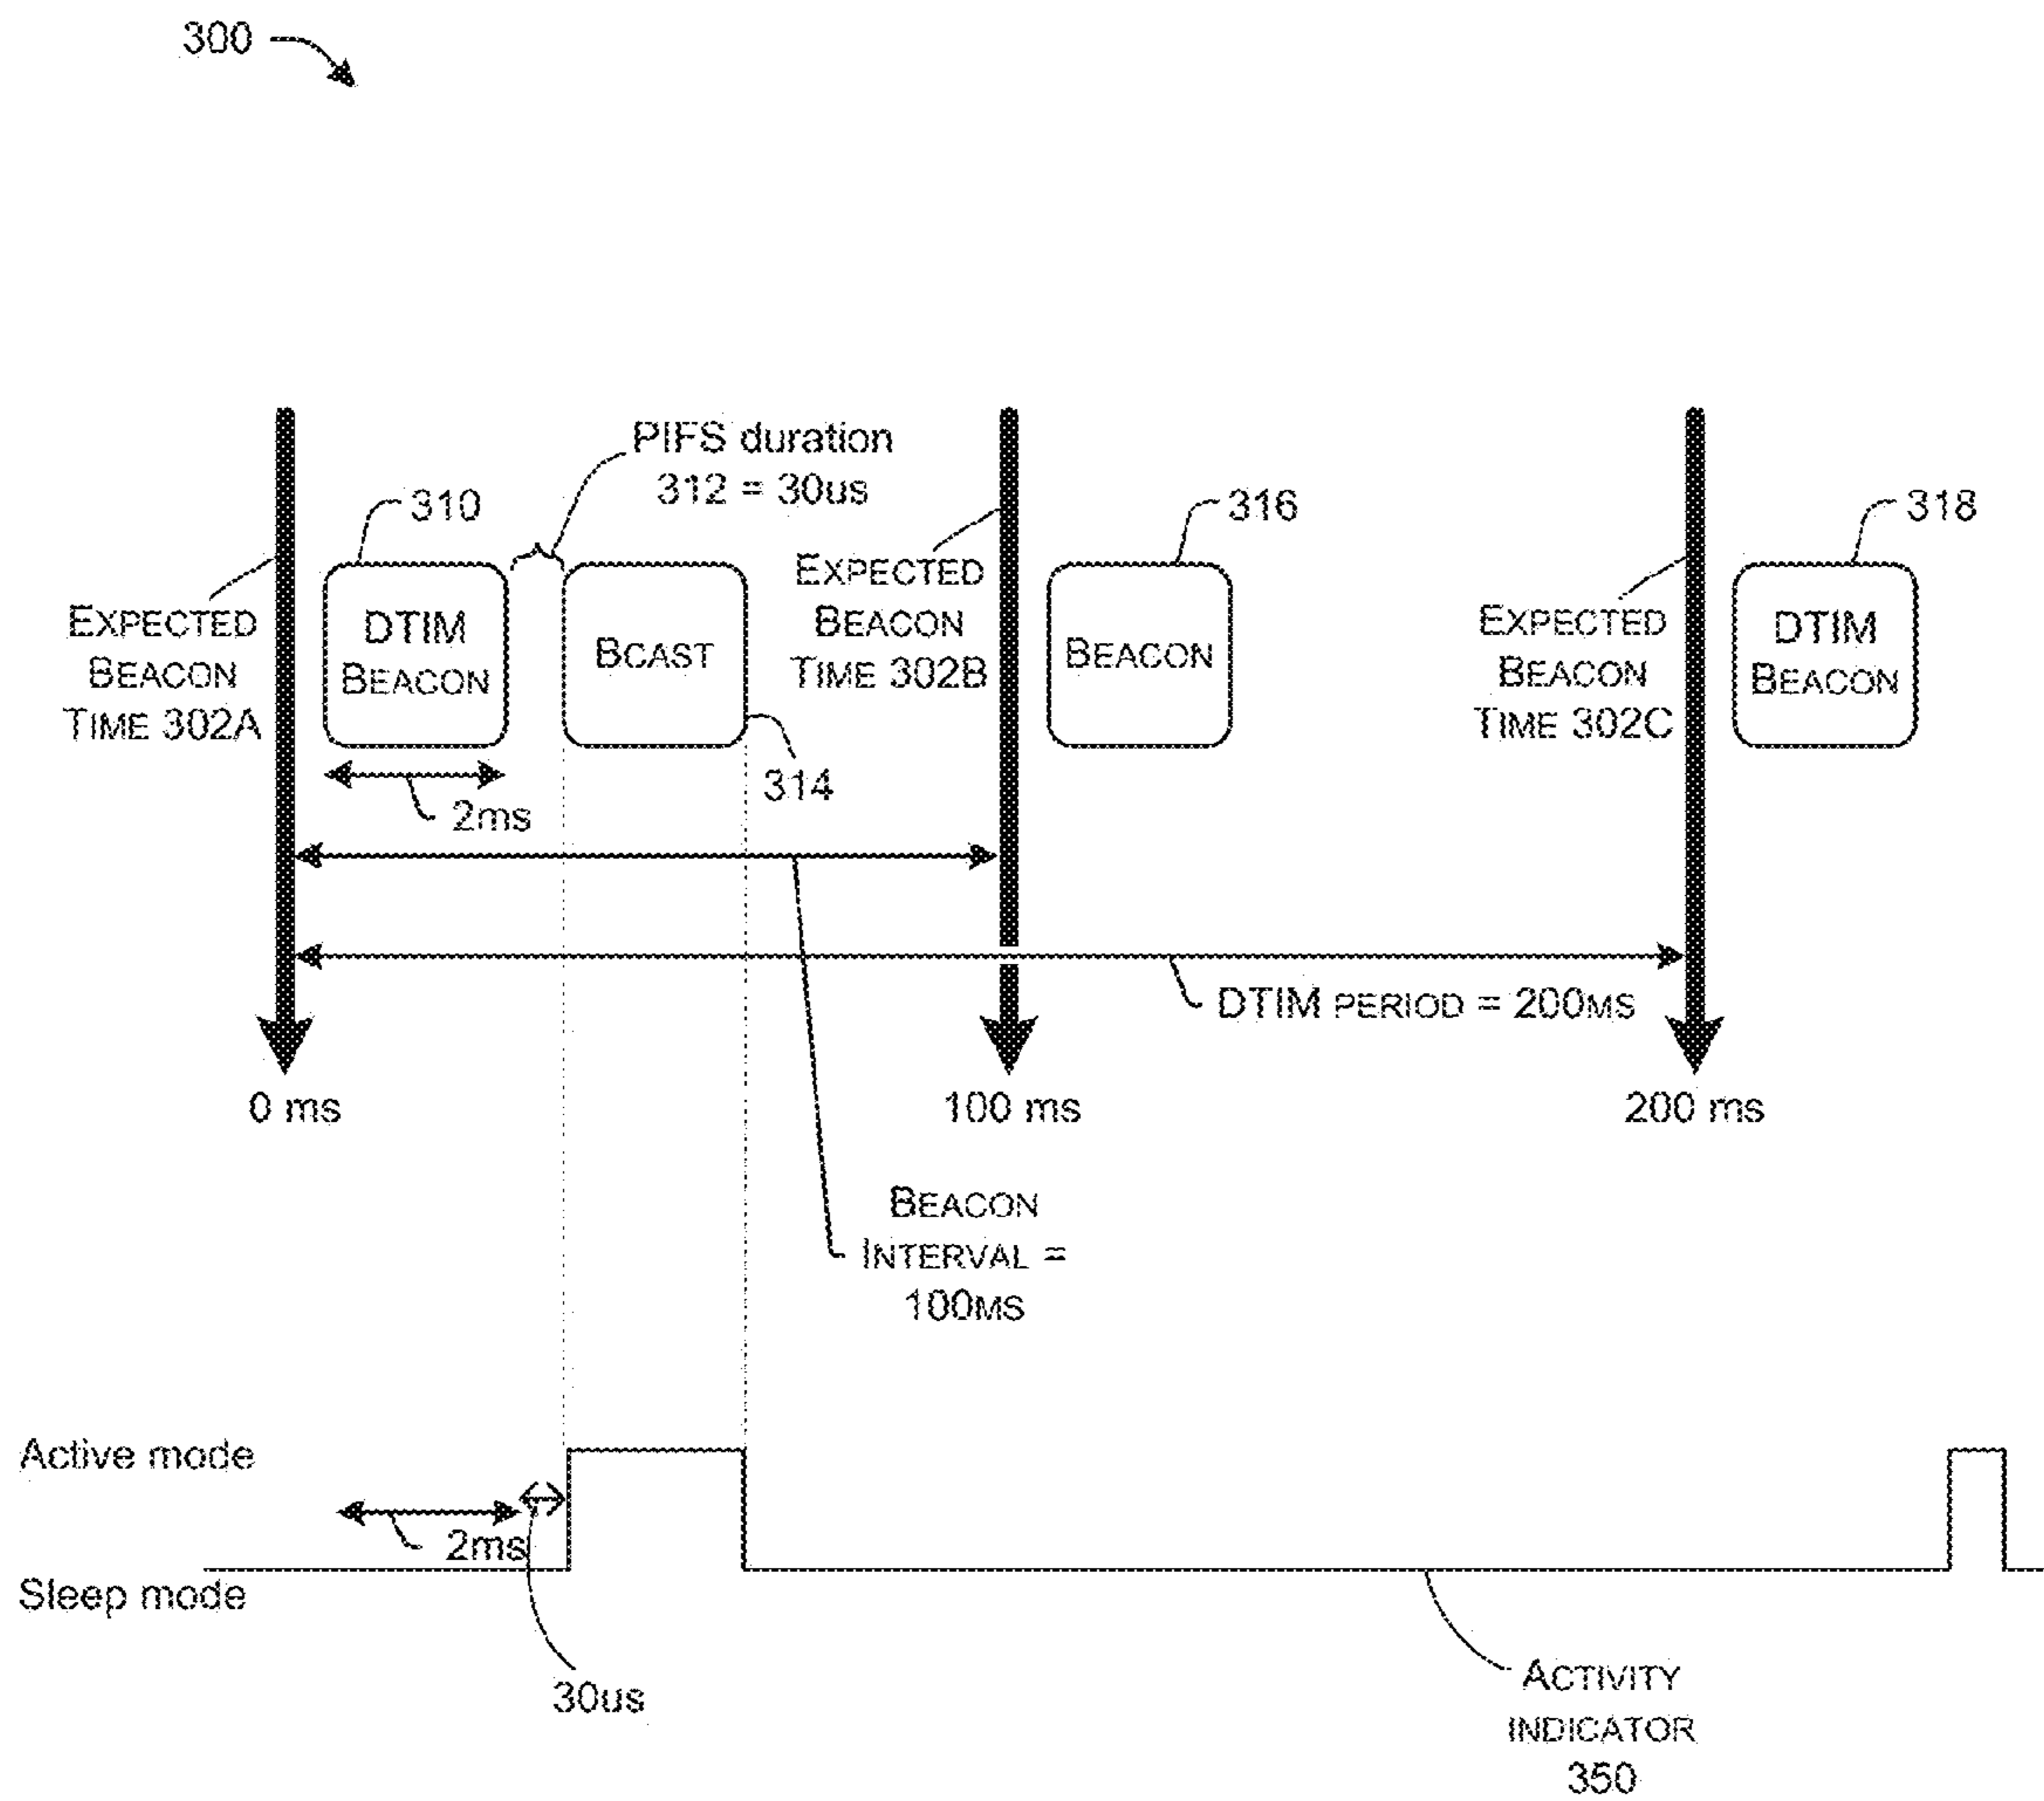 300
PIFS duration
312 = 30us
310
316
318
EXPECTED
BEACON
TIME 302A
DTIM
BEACON
BCAST
EXPECTED
BEACON
TIME 302B
BEACON
EXPECTED
BEACON
TIME 302C
DTIM
BEACON
314
2ms
DTIM PERIOD = 200MS
0 ms
100 ms
200 ms
BEACON
INTERVAL =
100MS
Active mode
2ms
Sleep mode
30us
ACTIVITY
INDICATOR
350